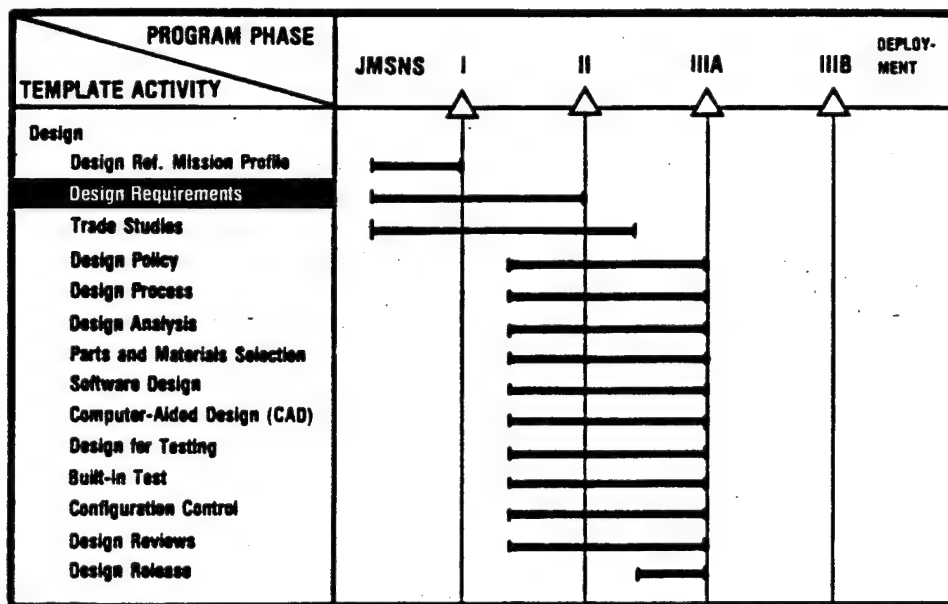 PROGRAM PHASE
TEMPLATE ACTIVITY
JMSNS I II IIIA IIIB DEPLOY-
MENT
Design
Design Ref. Mission Profile
Design Requirements
Trade Studies
Design Policy
Design Process
Design Analysis
Parts and Materials Selection
Software Design
Computer-Aided Design (CAD)
Design for Testing
Built-in Test
Configuration Control
Design Reviews
Design Release